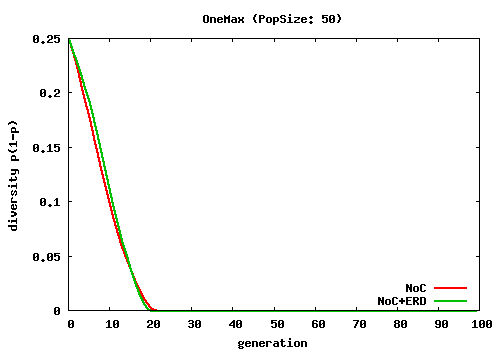 OneMax (PopSize: 50)
0.25
0.2
0.15
0.1
0.05
0
diversity p(1-p)
NoC
NoC+ERD
0 10 20 30 40 50 60 70 80 90 100
generation